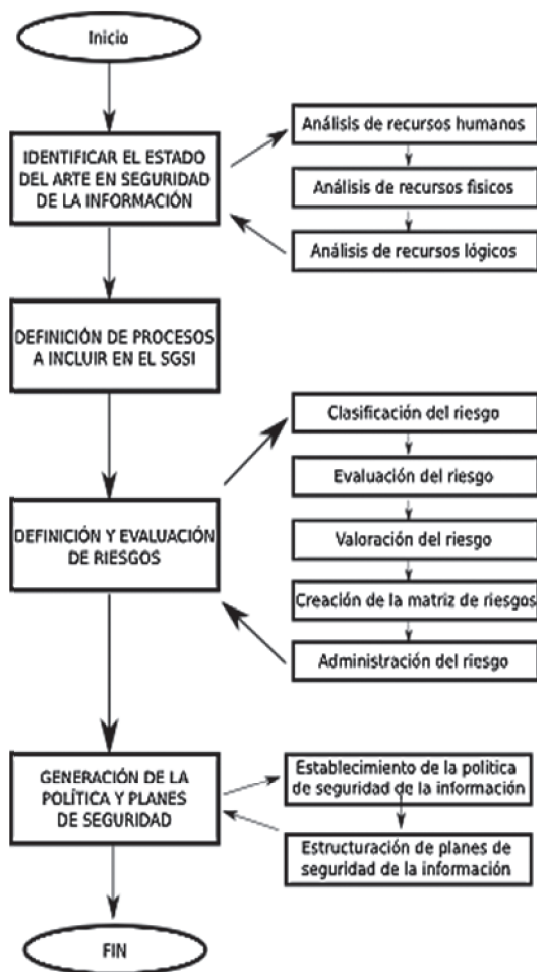 Inicio
IDENTIFICAR EL ESTADO
DEL ARTE EN SEGURIDAD
DE LA INFORMACIÓN
Análisis de recursos humanos
Análisis de recursos físicos
Análisis de recursos lógicos
DEFINICIÓN DE PROCESOS
A INCLUIR EN EL SGSI
DEFINICIÓN Y EVALUACIÓN
DE RIESGOS
Clasificación del riesgo
Evaluación del riesgo
Valoración del riesgo
Creación de la matriz de riesgos
Administración del riesgo
GENERACIÓN DE LA
POLÍTICA Y PLANES
DE SEGURIDAD
Establecimiento de la política
de seguridad de la información
Estructuración de planes de
seguridad de la información
FIN